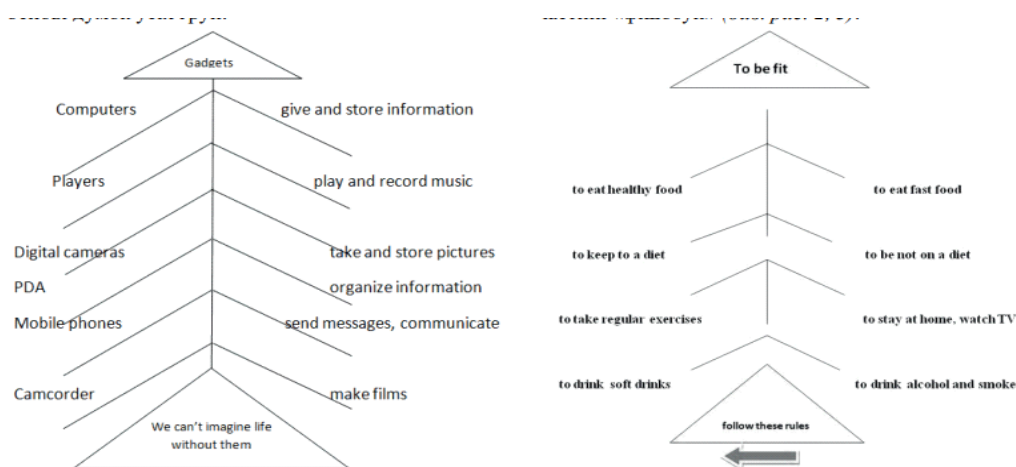 Gadgets
Computers
give and store information
Players
play and record music
Digital cameras
take and store pictures
PDA
organize information
Mobile phones
send messages, communicate
Camcorder
make films
We can't imagine life
without them
To be fit
to eat healthy food
to eat fast food
to keep to a diet
to be not on a diet
to take regular exercises
to stay at home, watch TV
to drink soft drinks
to drink alcohol and smoke
follow these rules